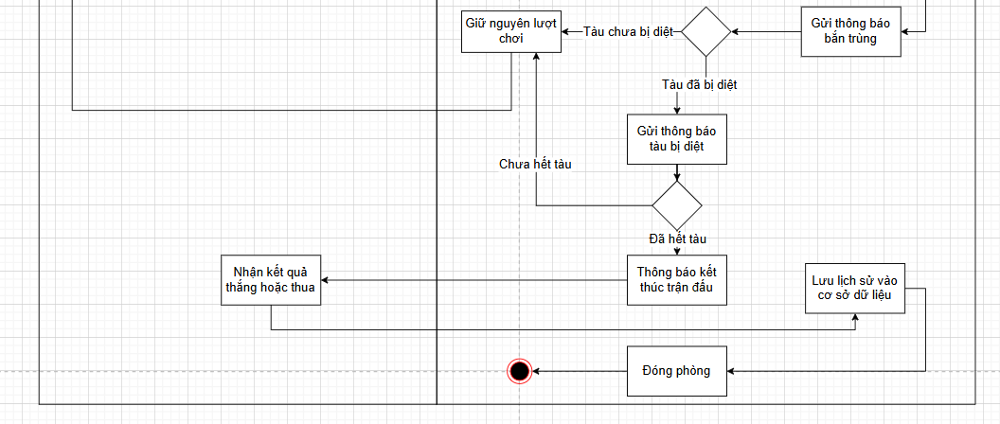 Giữ nguyên lượt
chơi
Tàu chưa bị diệt
Gửi thông báo
bắn trùng
Tàu đã bị diệt
Gửi thông báo
tàu bị diệt
Chưa hết tàu
Đã hết tàu
Nhận kết quả
thắng hoặc thua
Thông báo kết
thúc trận đấu
Lưu lịch sử vào
cơ sở dữ liệu
Đóng phòng